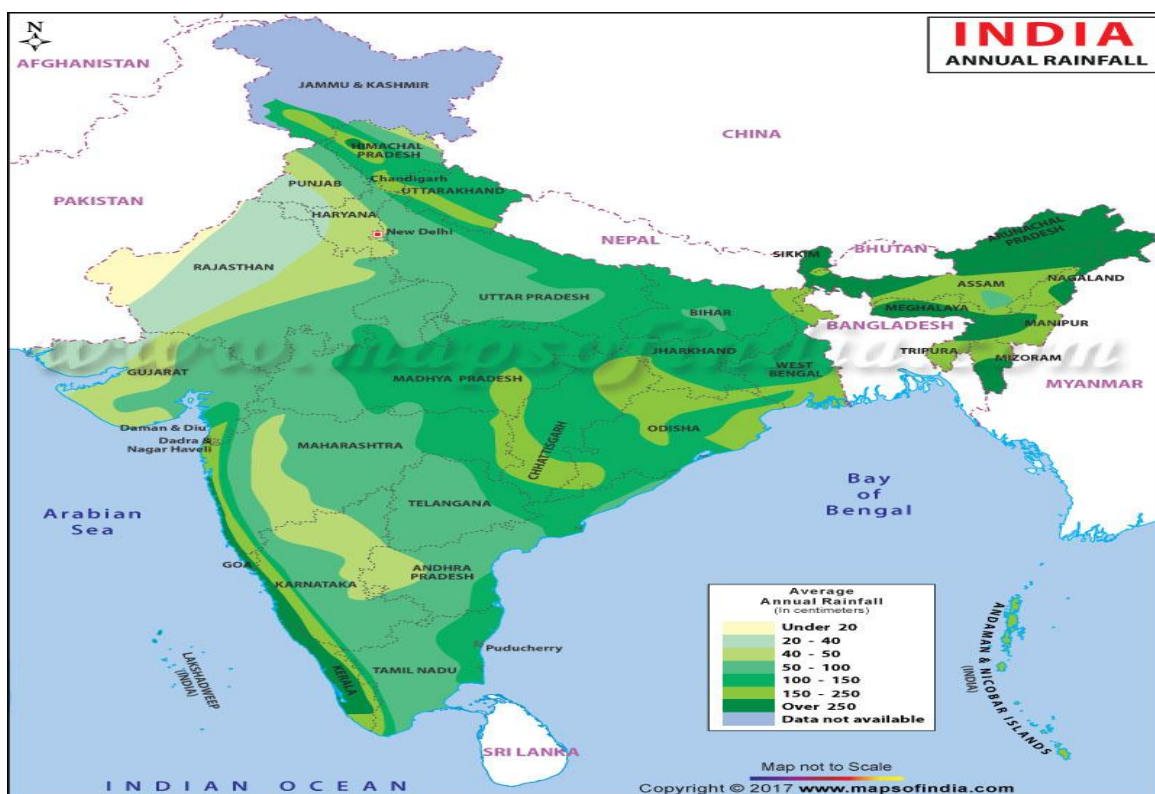 N
INDIA
ANNUAL RAINFALL
AFGHANISTAN
JAMMU & KASHMIR
CHINA
HIMACHAL
PRADESH
Chandigarh
PUNJAB
UTTARAKHAND
PAKISTAN
HARYANA
New Delhi
NEPAL
SIKKIM
BHUTAN
ARUNACHAL
PRADESH
RAJASTHAN
UTTAR PRADESH
ASSAM
NAGALAND
BIHAR
MEGHALAYA
BANGLADESH
MANIPUR
www.mapsofindia.com
GUJARAT
MADHYA PRADESH
JHARKHAND
WEST
BENGAL
TRIPURA
MIZORAM
MYANMAR
Daman & Diu
Dadra &
Nagar Haveli
MAHARASHTRA
CHHATTISGARH
ODISHA
Arabian
Sea
TELANGANA
Bay
of
Bengal
GOA
KARNATAKA
ANDHRA
PRADESH
LAKSHADWEEP
(INDIA)
KERALA
TAMIL NADU
Puducherry
SRI LANKA
ANDAMAN & NICOBAR ISLANDS
(INDIA)
Average
Annual Rainfall
(In centimeters)
Under 20
20 - 40
40 - 50
50 - 100
100 - 150
150 - 250
Over 250
Data not available
INDIAN OCEAN
Map not to Scale
Copyright © 2017 www.mapsofindia.com